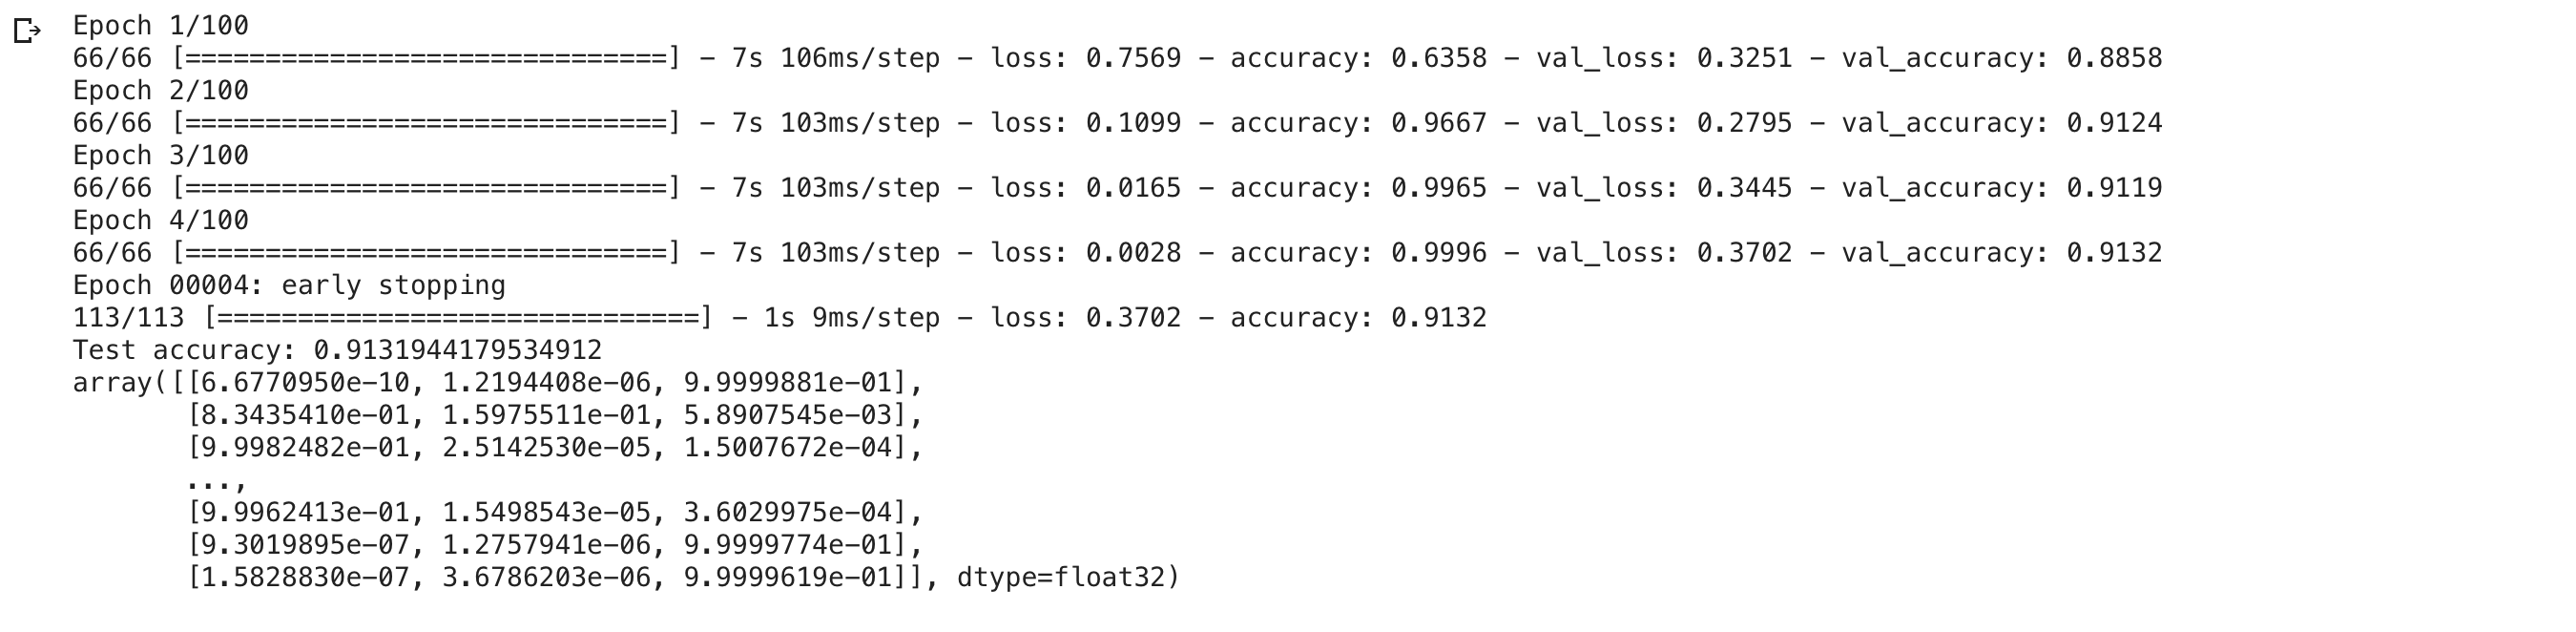 Epoch 1/100
66/66 [==============================] - 7s 106ms/step - loss: 0.7569 - accuracy: 0.6358 - val_loss: 0.3251 - val_accuracy: 0.8858
Epoch 2/100
66/66 [==============================] - 7s 103ms/step - loss: 0.1099 - accuracy: 0.9667 - val_loss: 0.2795 - val_accuracy: 0.9124
Epoch 3/100
66/66 [==============================] - 7s 103ms/step - loss: 0.0165 - accuracy: 0.9965 - val_loss: 0.3445 - val_accuracy: 0.9119
Epoch 4/100
66/66 [==============================] - 7s 103ms/step - loss: 0.0028 - accuracy: 0.9996 - val_loss: 0.3702 - val_accuracy: 0.9132
Epoch 00004: early stopping
113/113 [==============================] - 1s 9ms/step - loss: 0.3702 - accuracy: 0.9132
Test accuracy: 0.9131944179534912
array([[6.6770950e-10, 1.2194408e-06, 9.9999881e-01],
[8.3435410e-01, 1.5975511e-01, 5.8907545e-03],
[9.9982482e-01, 2.5142530e-05, 1.5007672e-04],
...,
[9.9962413e-01, 1.5498543e-05, 3.6029975e-04],
[9.3019895e-07, 1.2757941e-06, 9.9999774e-01],
[1.5828830e-07, 3.6786203e-06, 9.9999619e-01]], dtype=float32)